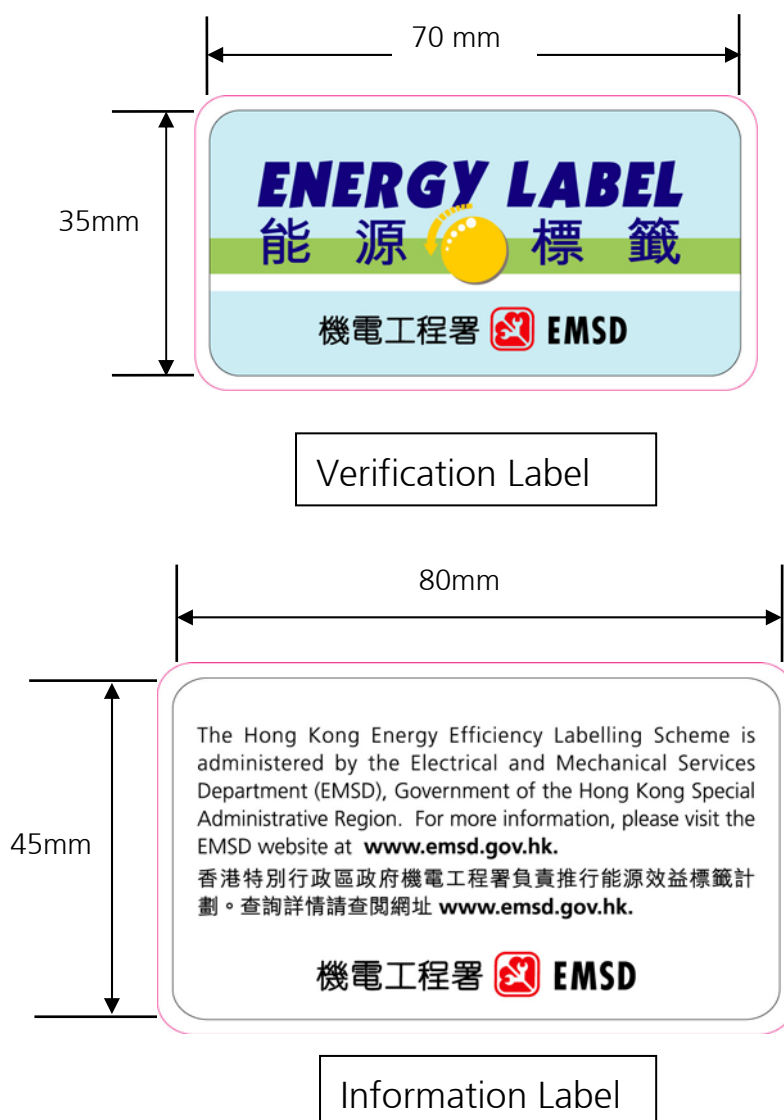 70 mm
35mm
ENERGY LABEL
能源標籤
機電工程署 EMSD
Verification Label
80mm
45mm
The Hong Kong Energy Efficiency Labelling Scheme is
administered by the Electrical and Mechanical Services
Department (EMSD), Government of the Hong Kong Special
Administrative Region. For more information, please visit the
EMSD website at www.emsd.gov.hk.
香港特別行政區政府機電工程署負責推行能源效益標籤計
劃。查詢詳情請查閱網址 www.emsd.gov.hk.
機電工程署 EMSD
Information Label